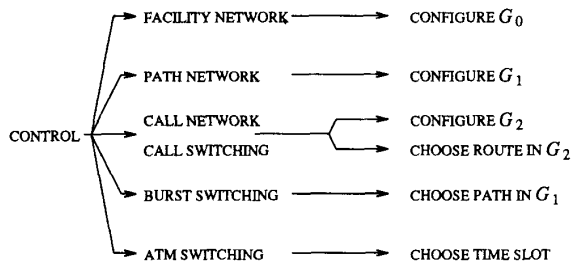 FACILITY NETWORK CONFIGURE G0
PATH NETWORK CONFIGURE G1
CALL NETWORK CONFIGURE G2
CONTROL
CALL SWITCHING CHOOSE ROUTE IN G2
BURST SWITCHING CHOOSE PATH IN G1
ATM SWITCHING CHOOSE TIME SLOT